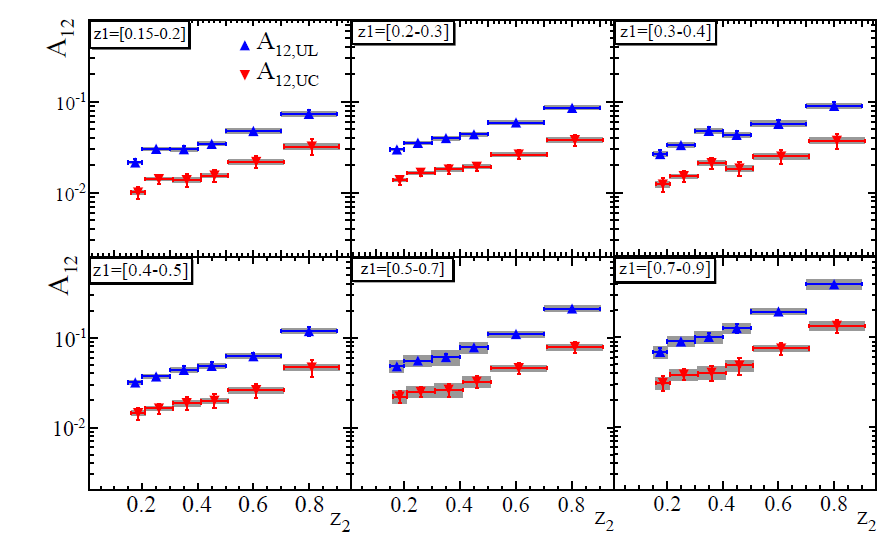 A12
z1=[0.15-0.2]
A12,UL
A12,UC
z1=[0.2-0.3]
z1=[0.3-0.4]
10-1
10-2
A12
z1=[0.4-0.5]
z1=[0.5-0.7]
z1=[0.7-0.9]
10-1
10-2
0.2 0.4 0.6 0.8
z2
0.2 0.4 0.6 0.8
z2
0.2 0.4 0.6 0.8
z2